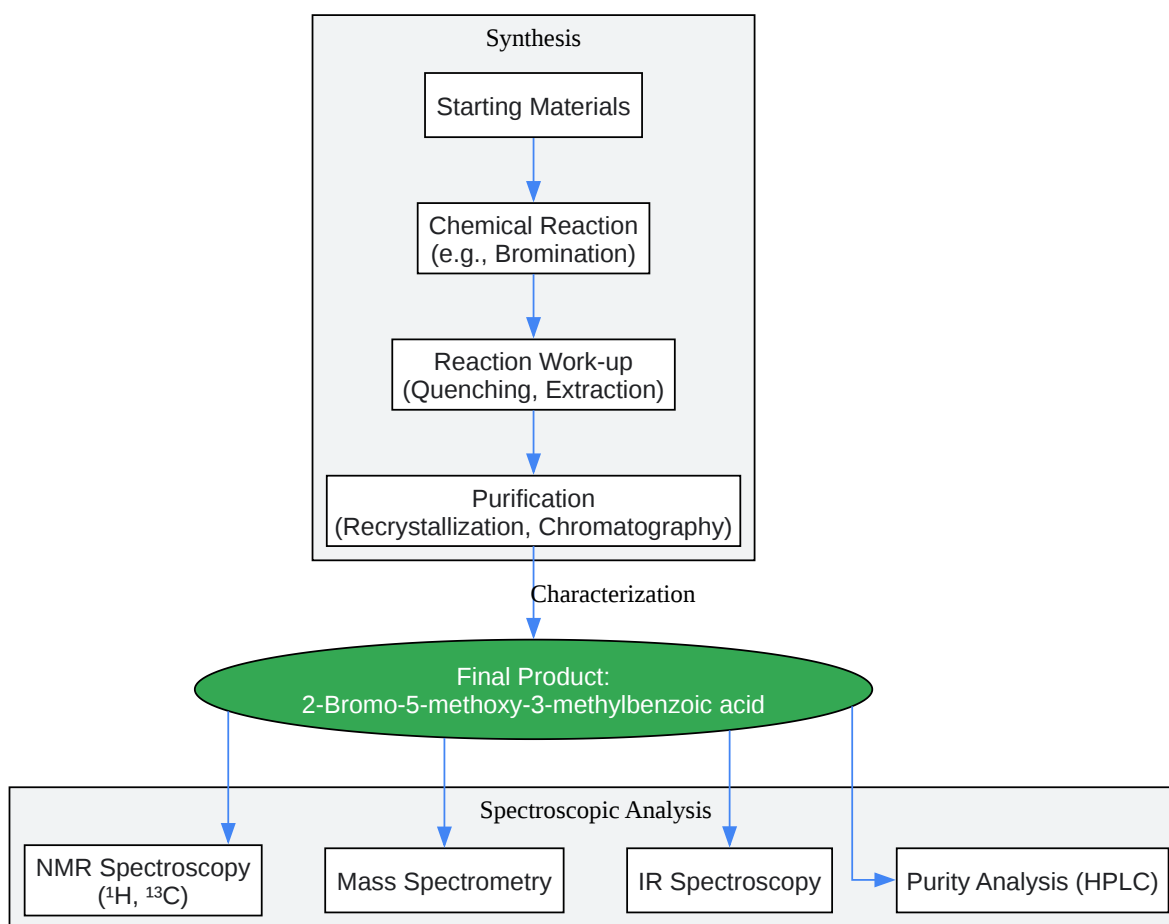 Synthesis
Starting Materials
Chemical Reaction
(e.g., Bromination)
Reaction Work-up
(Quenching, Extraction)
Purification
(Recrystallization, Chromatography)
Characterization
Final Product:
2-Bromo-5-methoxy-3-methylbenzoic acid
Spectroscopic Analysis
NMR Spectroscopy
(¹H, ¹³C)
Mass Spectrometry
IR Spectroscopy
Purity Analysis (HPLC)